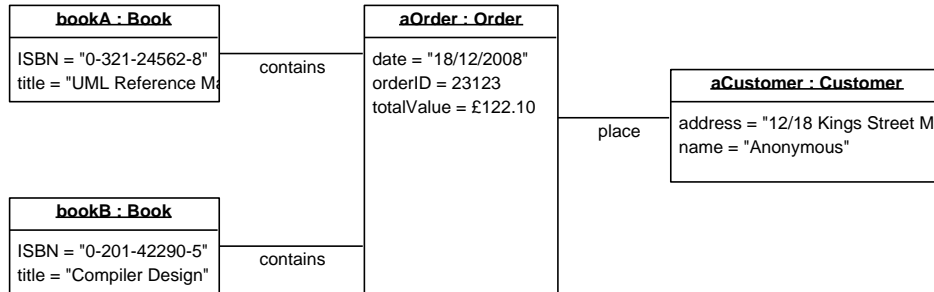 bookA : Book
ISBN = "0-321-24562-8"
title = "UML Reference
contains
aOrder : Order
date = "18/12/2008"
orderID = 23123
totalValue = £122.10
place
aCustomer : Customer
address = "12/18 Kings Street
name = "Anonymous"
bookB : Book
ISBN = "0-201-42290-5"
title = "Compiler Design"
contains